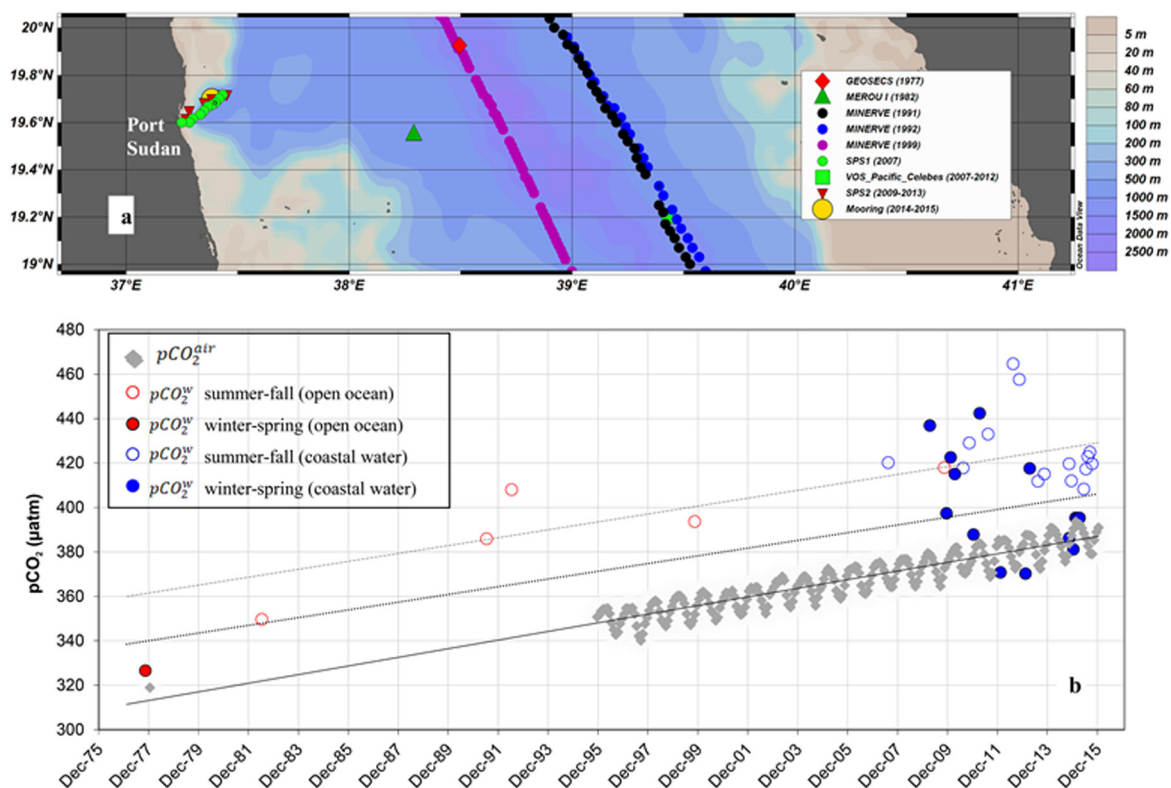 20°N
19.8°N
19.6°N
19.4°N
19.2°N
19°N
Port
Sudan
a
37°E
38°E
39°E
40°E
41°E
GEOSECS (1977)
MEROU I (1982)
MINERVE (1991)
MINERVE (1992)
MINERVE (1999)
SPS1 (2007)
VOS_Pacific_Celebes (2007-2012)
SPS2 (2009-2013)
Mooring (2014-2015)
Ocean Data View
5 m
20 m
40 m
60 m
80 m
100 m
200 m
300 m
500 m
1000 m
1500 m
2000 m
2500 m
pCO₂ (µatm)
480
460
440
420
400
380
360
340
320
300
pCO₂ᵃⁱʳ
pCO₂ʷ summer-fall (open ocean)
pCO₂ʷ winter-spring (open ocean)
pCO₂ʷ summer-fall (coastal water)
pCO₂ʷ winter-spring (coastal water)
b
Dec-75
Dec-77
Dec-79
Dec-81
Dec-83
Dec-85
Dec-87
Dec-89
Dec-91
Dec-93
Dec-95
Dec-97
Dec-99
Dec-01
Dec-03
Dec-05
Dec-07
Dec-09
Dec-11
Dec-13
Dec-15